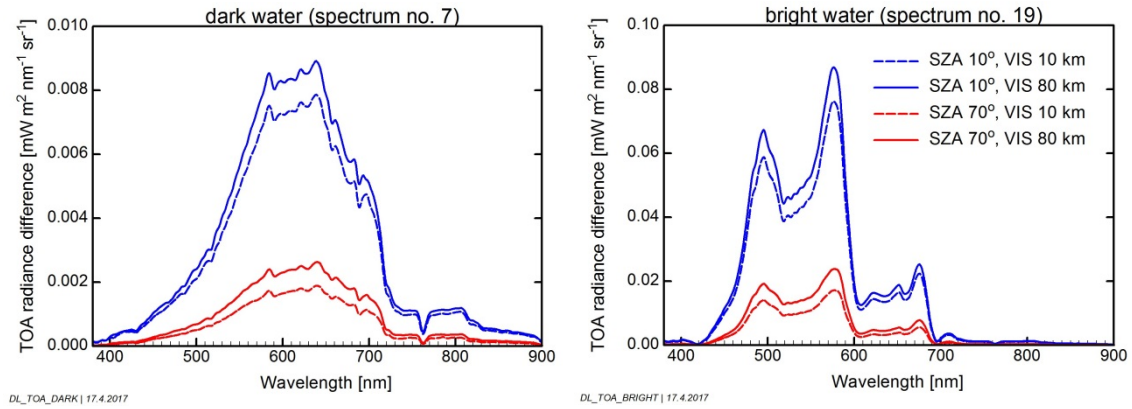 dark water (spectrum no. 7)
TOA radiance difference [mW m² nm⁻¹ sr⁻¹]
0.010
0.008
0.006
0.004
0.002
0.000
400 500 600 700 800 900
Wavelength [nm]
DL_TOA_DARK | 17.4.2017
bright water (spectrum no. 19)
TOA radiance difference [mW m² nm⁻¹ sr⁻¹]
0.10
0.08
0.06
0.04
0.02
0.00
SZA 10º, VIS 10 km
SZA 10º, VIS 80 km
SZA 70º, VIS 10 km
SZA 70º, VIS 80 km
400 500 600 700 800 900
Wavelength [nm]
DL_TOA_BRIGHT | 17.4.2017